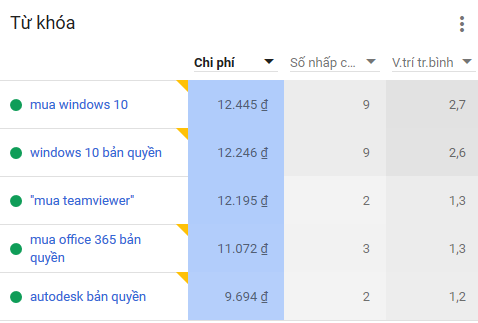 Từ khóa
Chi phí Số nhấp c... V.trí tr.bình
mua windows 10 12.445 ₫ 9 2,7
windows 10 bản quyền 12.246 ₫ 9 2,6
"mua teamviewer" 12.195 ₫ 2 1,3
mua office 365 bản
quyền 11.072 ₫ 3 1,3
autodesk bản quyền 9.694 ₫ 2 1,2